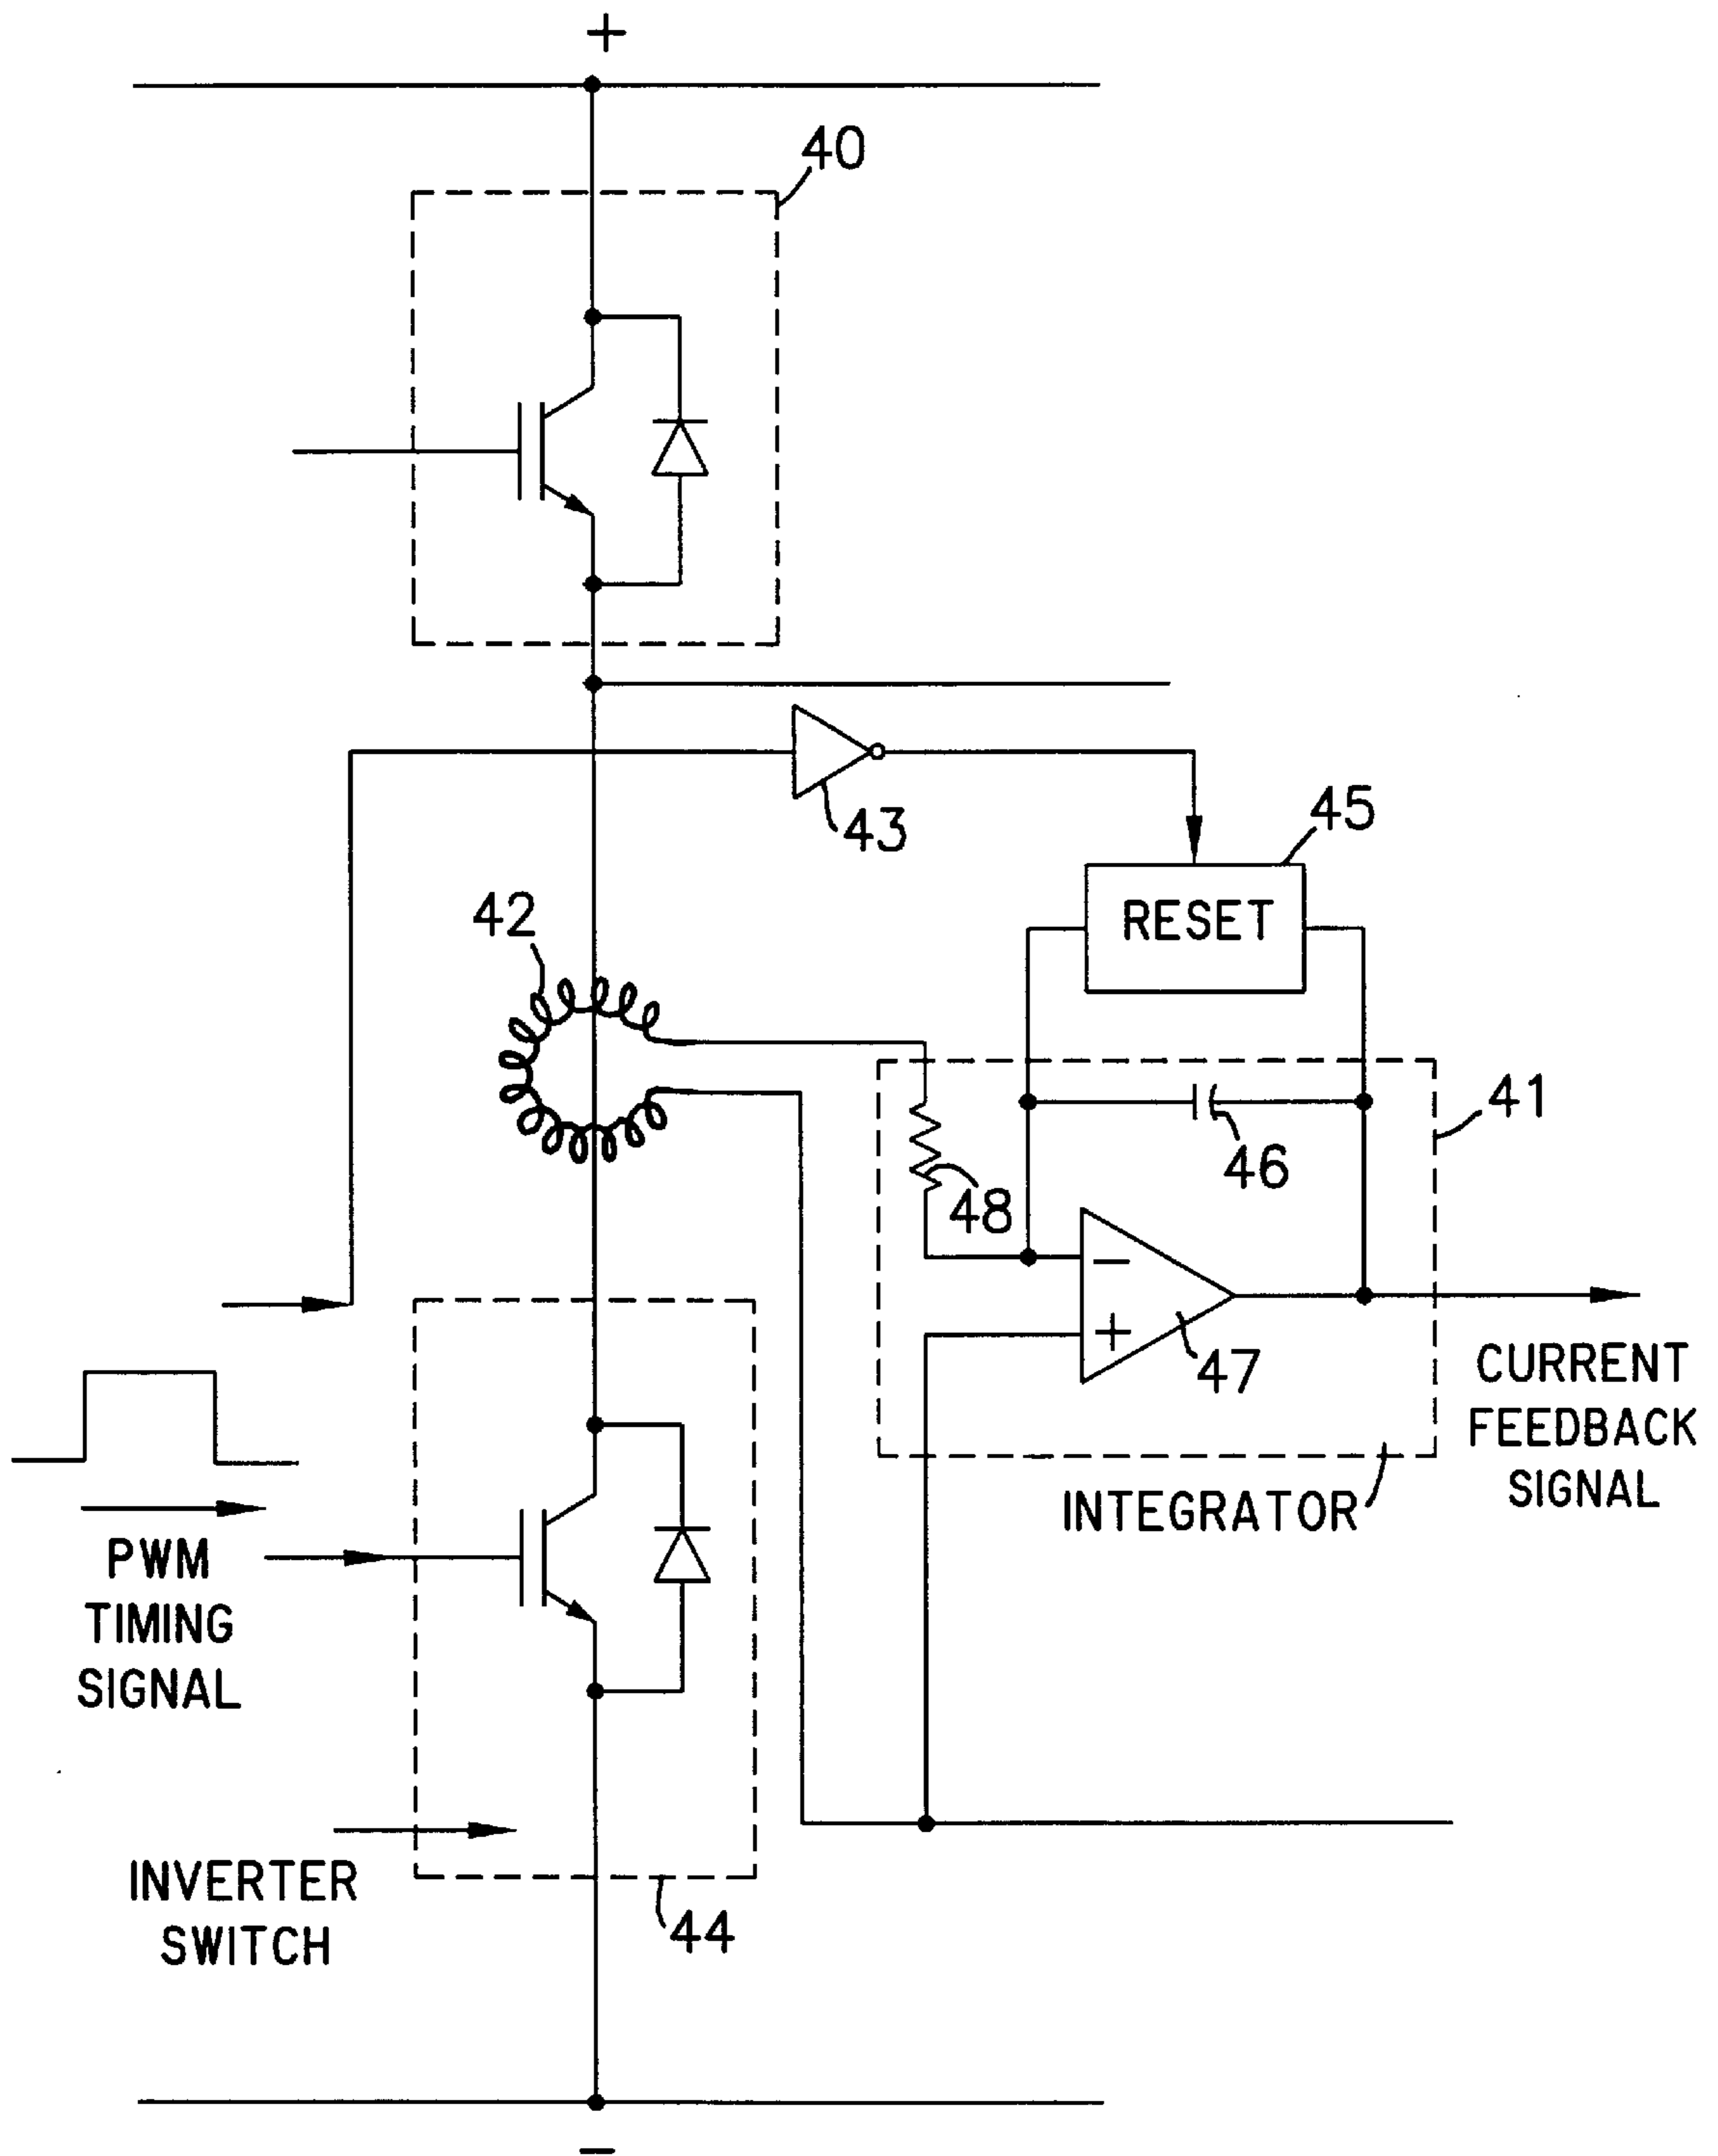 +
40
43
45
RESET
42
41
46
48
−
+
47
CURRENT
FEEDBACK
SIGNAL
INTEGRATOR
PWM
TIMING
SIGNAL
INVERTER
SWITCH
44
−